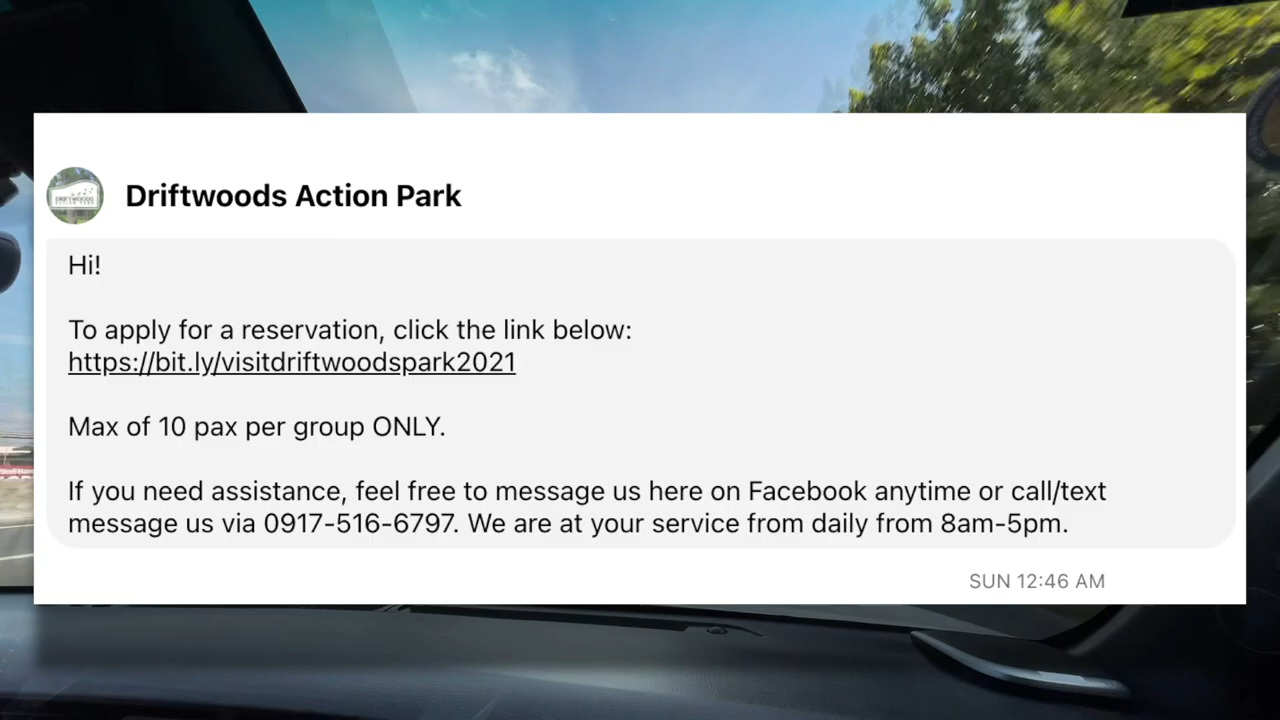 Driftwoods Action Park
Hi!
To apply for a reservation, click the link below:
https://bit.ly/visitdriftwoodspark2021
Max of 10 pax per group ONLY.
If you need assistance, feel free to message us here on Facebook anytime or call/text
message us via 0917-516-6797. We are at your service from daily from 8am-5pm.
SUN 12:46 AM